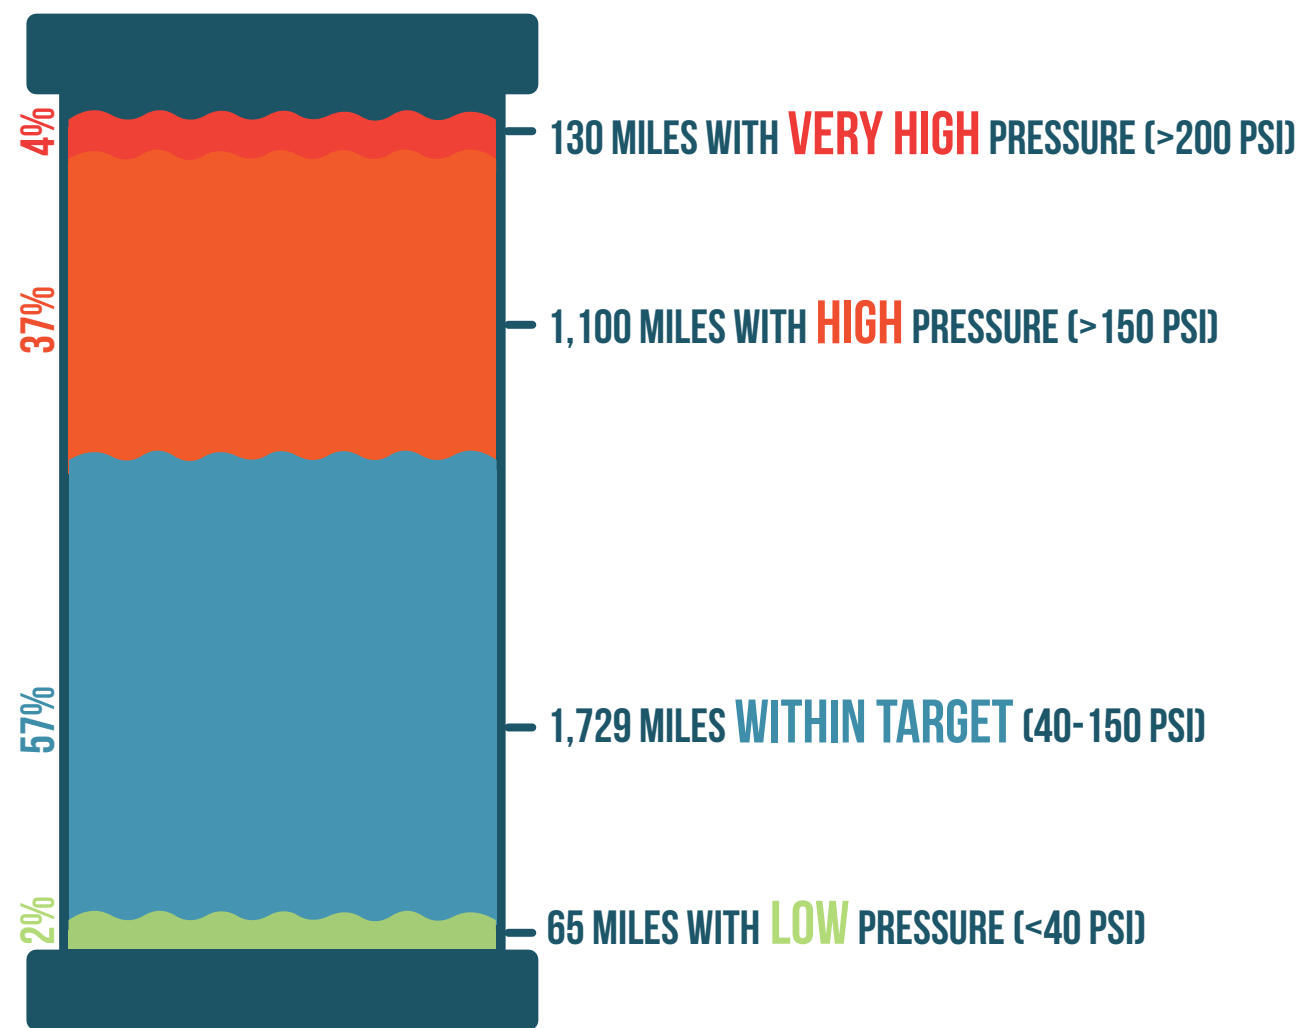 4%
130 MILES WITH VERY HIGH PRESSURE (>200 PSI)
37%
1,100 MILES WITH HIGH PRESSURE (>150 PSI)
57%
1,729 MILES WITHIN TARGET (40-150 PSI)
2%
65 MILES WITH LOW PRESSURE (<40 PSI)